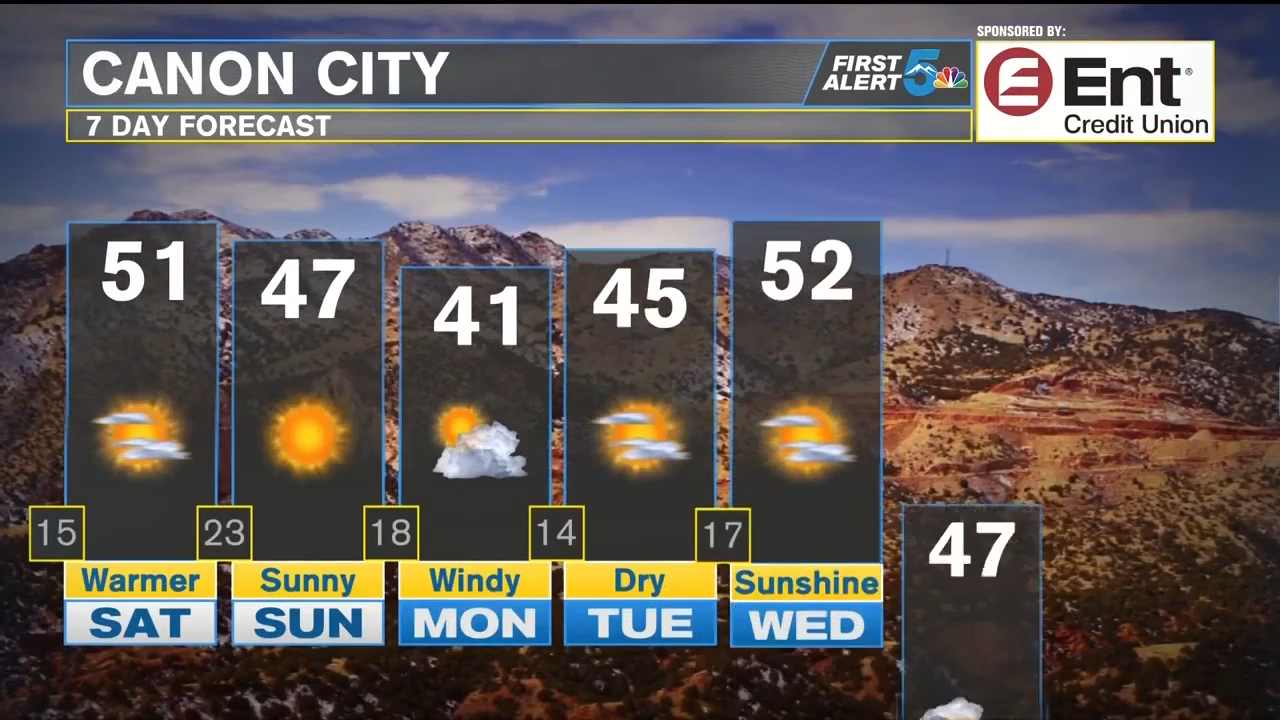 SPONSORED BY:
CANON CITY
FIRST
ALERT 5
Ent
Credit Union
7 DAY FORECAST
51
47
41
45
52
47
15
23
18
14
17
Warmer
Sunny
Windy
Dry
Sunshine
SAT
SUN
MON
TUE
WED